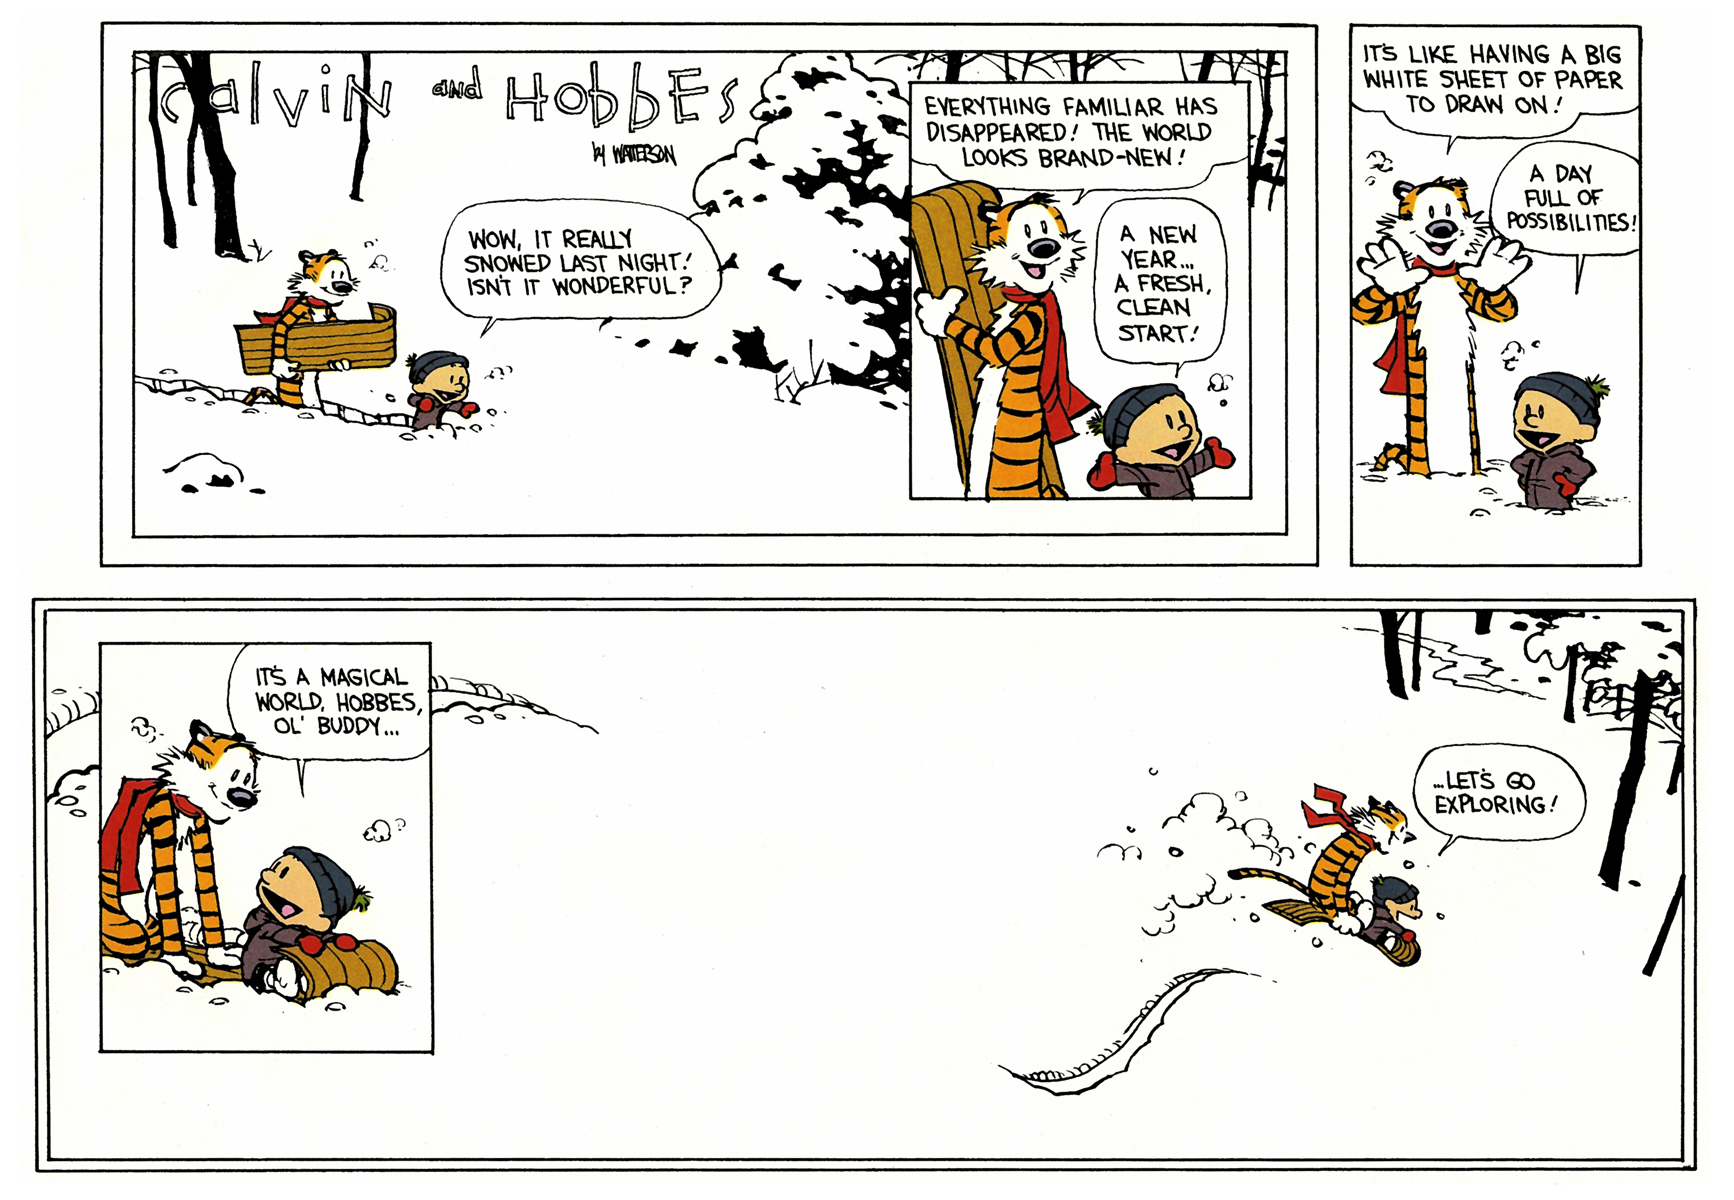 Calvin and Hobbes
by Watterson
WOW, IT REALLY
SNOWED LAST NIGHT!
ISN'T IT WONDERFUL?
EVERYTHING FAMILIAR HAS
DISAPPEARED! THE WORLD
LOOKS BRAND-NEW!
A NEW
YEAR...
A FRESH,
CLEAN
START!
IT'S LIKE HAVING A BIG
WHITE SHEET OF PAPER
TO DRAW ON!
A DAY
FULL OF
POSSIBILITIES!
IT'S A MAGICAL
WORLD, HOBBES,
OL' BUDDY...
...LET'S GO
EXPLORING!